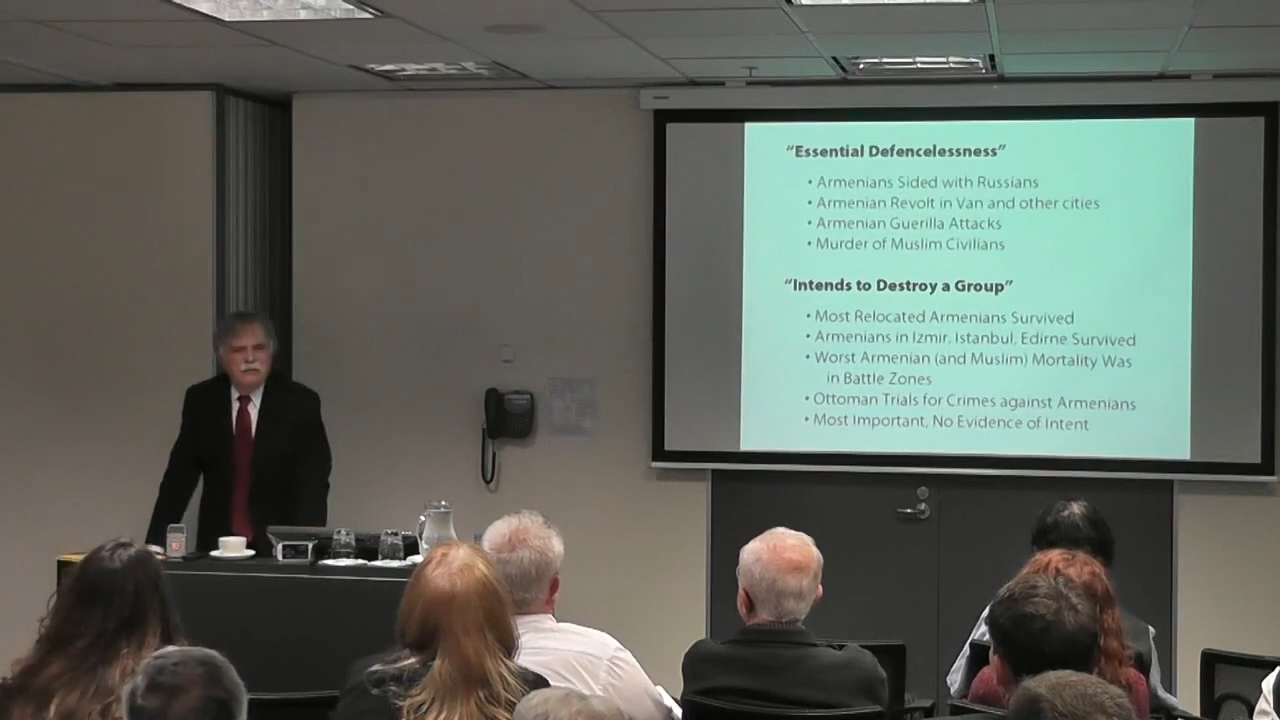 “Essential Defencelessness”
• Armenians Sided with Russians
• Armenian Revolt in Van and other cities
• Armenian Guerilla Attacks
• Murder of Muslim Civilians
“Intends to Destroy a Group”
• Most Relocated Armenians Survived
• Armenians in Izmir, Istanbul, Edirne Survived
• Worst Armenian (and Muslim) Mortality Was
in Battle Zones
• Ottoman Trials for Crimes against Armenians
• Most Important, No Evidence of Intent